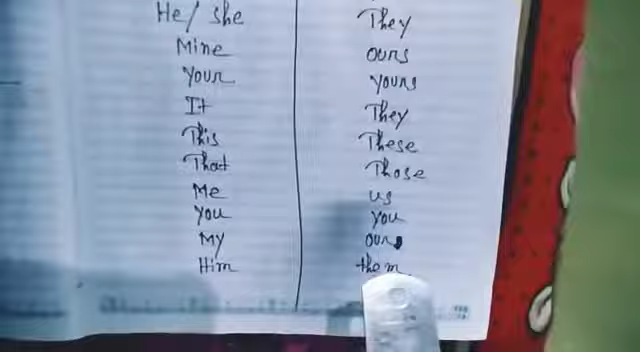 He/ She They
Mine ours
Your yours
It They
This These
That Those
Me us
You you
My our
Him them